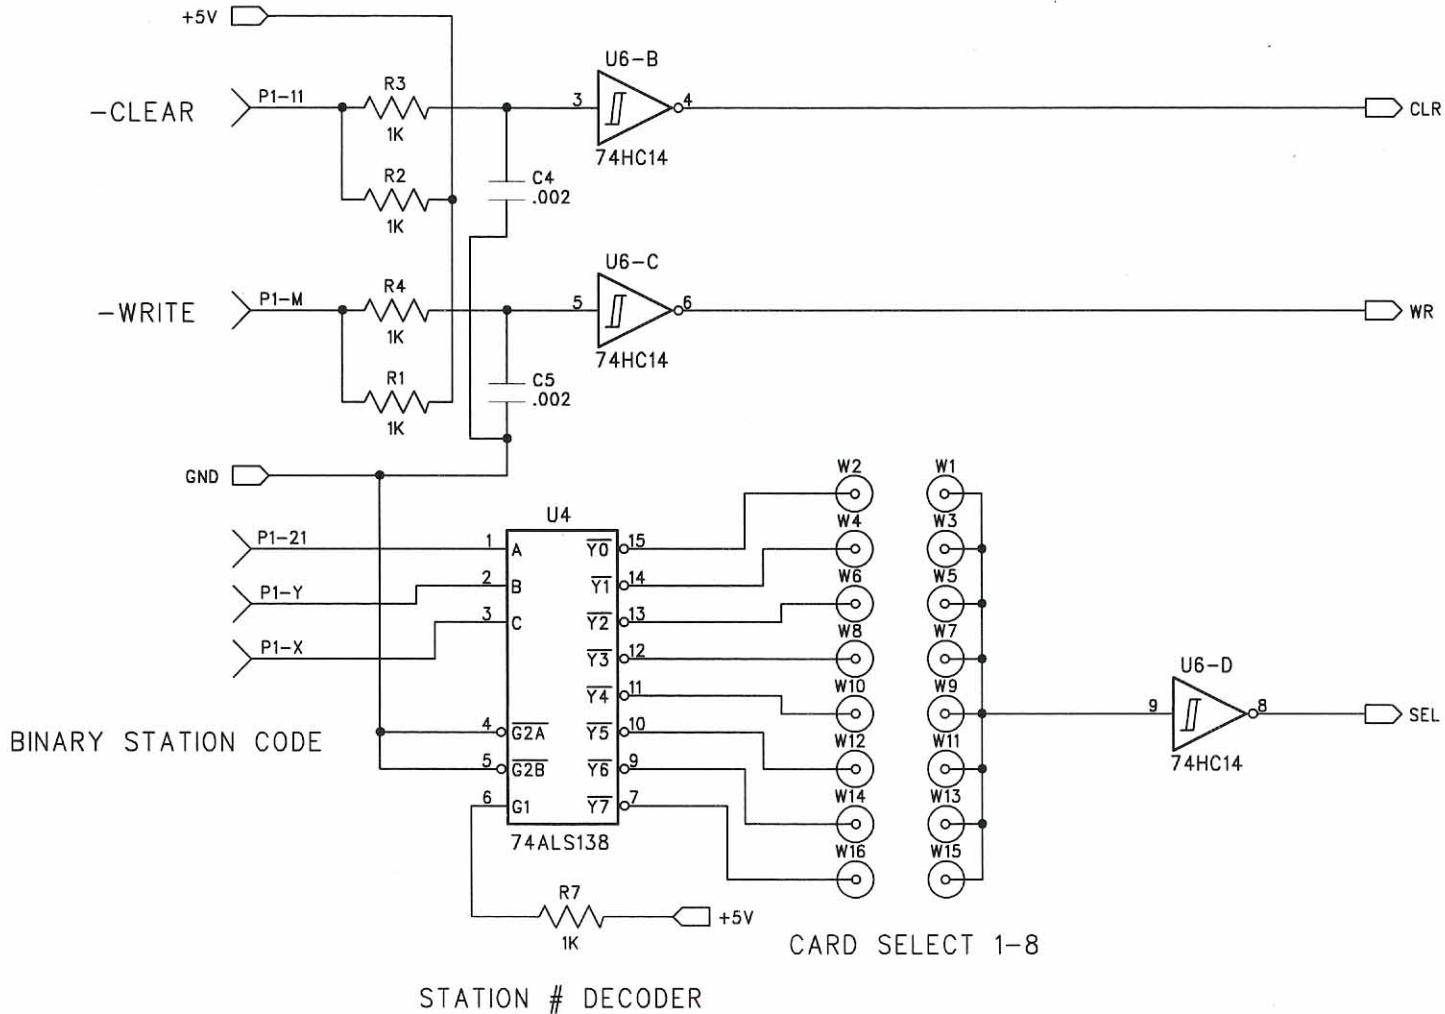 +5V
U6-B
-CLEAR P1-11 R3 3 4 CLR
1K 74HC14
R2 C4
1K .002
U6-C
-WRITE P1-M R4 5 6 WR
1K 74HC14
R1 C5
1K .002
GND W2 W1
U4 W4 W3
P1-21 1 A Y0 15
P1-Y 2 B Y1 14 W6 W5
P1-X 3 C Y2 13 W8 W7
Y3 12
Y4 11 W10 W9 9 U6-D 8 SEL
74HC14
BINARY STATION CODE 4 G2A Y5 10 W12 W11
5 G2B Y6 9 W14 W13
6 G1 Y7 7 W16 W15
74ALS138
R7 +5V
1K
CARD SELECT 1-8
STATION # DECODER